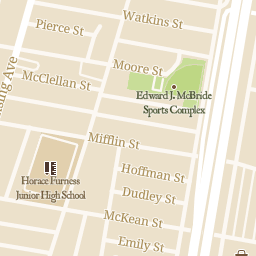 Watkins St
Pierce St
Moore St
McClellan St
Edward J. McBride
Sports Complex
Mifflin St
Hoffman St
Horace Furness
Junior High School
Dudley St
McKean St
Emily St